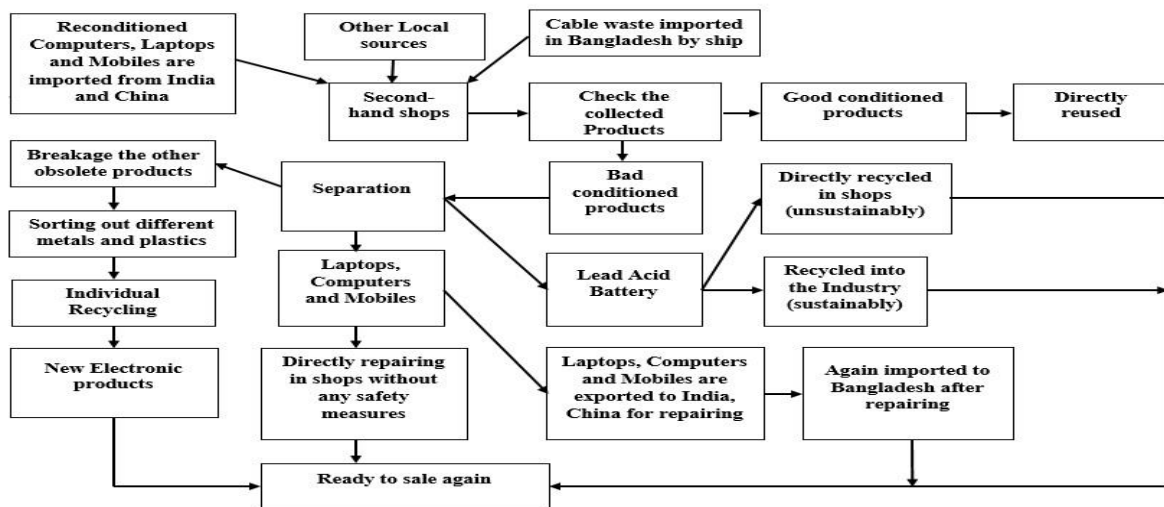 Reconditioned
Computers, Laptops
and Mobiles are
imported from India
and China
Other Local
sources
Cable waste imported
in Bangladesh by ship
Second-
hand shops
Check the
collected
Products
Good conditioned
products
Directly
reused
Breakage the other
obsolete products
Separation
Bad
conditioned
products
Directly recycled
in shops
(unsustainably)
Sorting out different
metals and plastics
Laptops,
Computers
and Mobiles
Lead Acid
Battery
Recycled into
the Industry
(sustainably)
Individual
Recycling
New Electronic
products
Directly repairing
in shops without
any safety
measures
Laptops, Computers
and Mobiles are
exported to India,
China for repairing
Again imported to
Bangladesh after
repairing
Ready to sale again